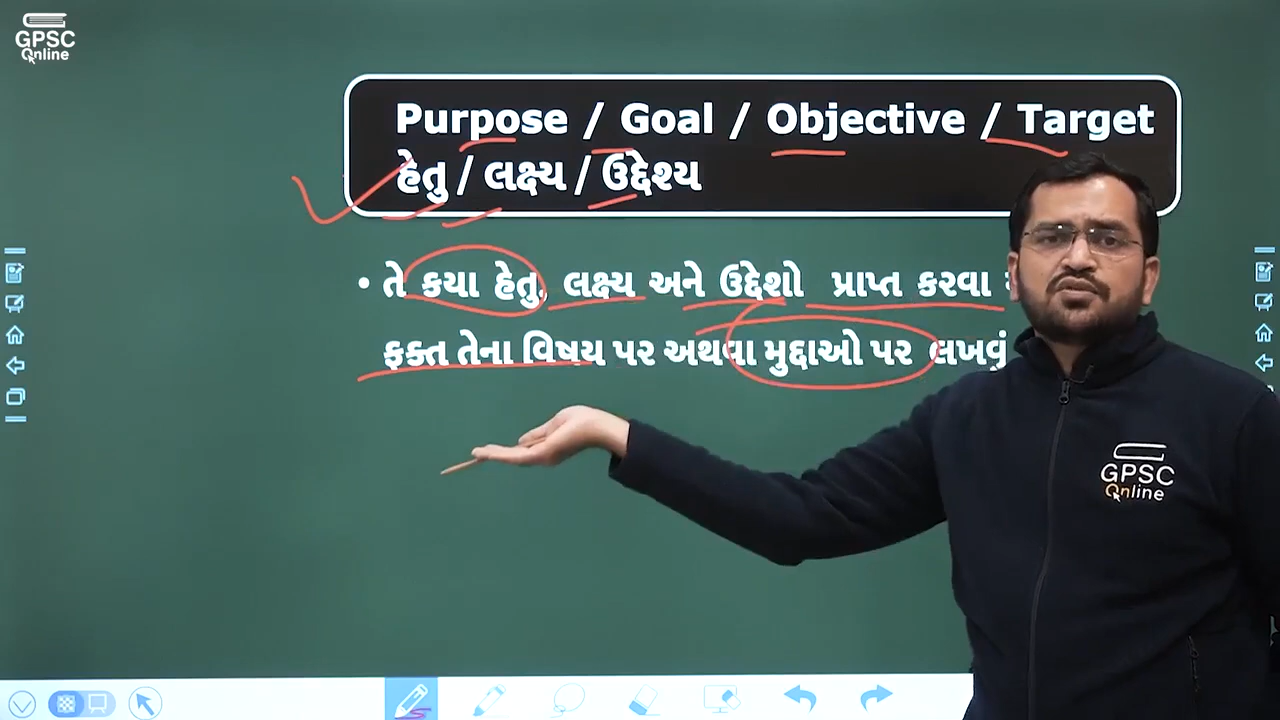 GPSC
Online
Purpose / Goal / Objective / Target
હેતુ / લક્ષ્ય / ઉદ્દેશ્ય
• તે કયા હેતુ, લક્ષ્ય અને ઉદ્દેશો પ્રાપ્ત કરવા
ફક્ત તેના વિષય પર અથવા મુદ્દાઓ પર લખવું
GPSC
Online